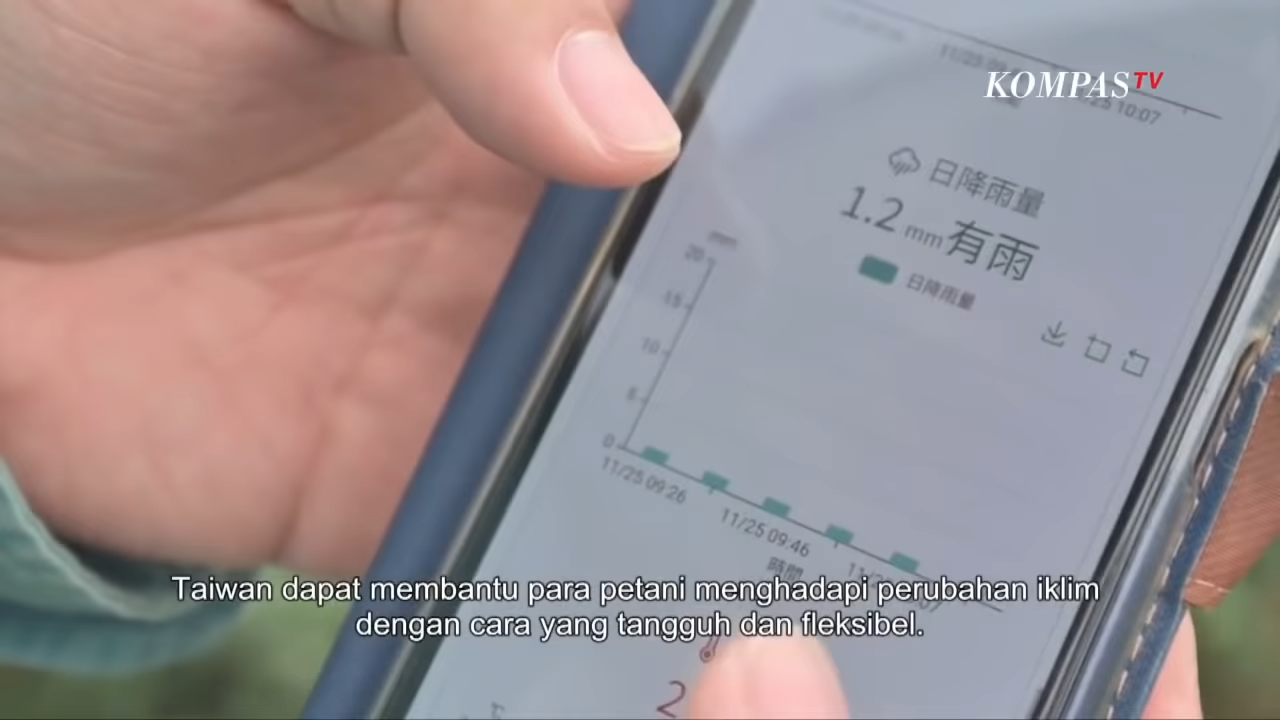 KOMPASTV
10:07
日降雨量
1.2 mm 有雨
日降雨量
mm
20
15
10
5
0
11/25 09:26
11/25 09:46
時間
Taiwan dapat membantu para petani menghadapi perubahan iklim
dengan cara yang tangguh dan fleksibel.
2